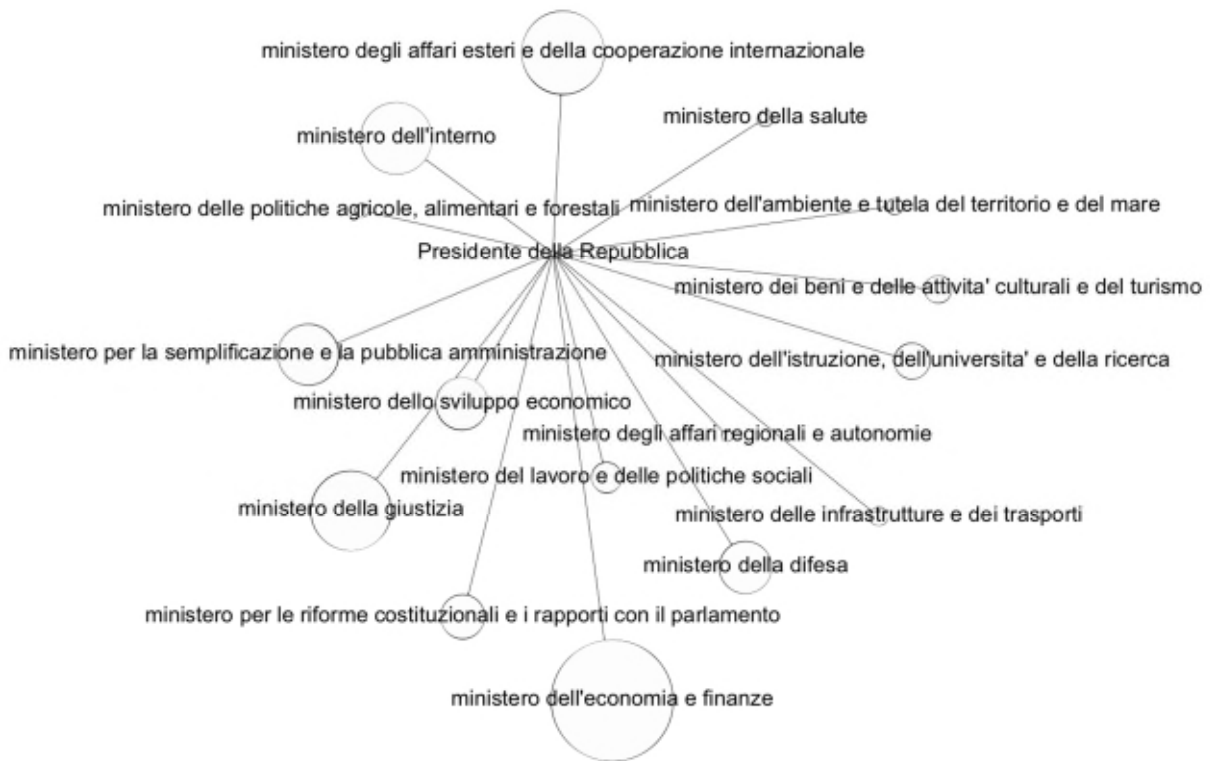 ministero degli affari esteri e della cooperazione internazionale
ministero della salute
ministero dell'interno
ministero delle politiche agricole, alimentari e forestali
ministero dell'ambiente e tutela del territorio e del mare
Presidente della Repubblica
ministero dei beni e delle attivita' culturali e del turismo
ministero per la semplificazione e la pubblica amministrazione
ministero dell'istruzione, dell'universita' e della ricerca
ministero dello sviluppo economico
ministero degli affari regionali e autonomie
ministero del lavoro e delle politiche sociali
ministero della giustizia
ministero delle infrastrutture e dei trasporti
ministero della difesa
ministero per le riforme costituzionali e i rapporti con il parlamento
ministero dell'economia e finanze